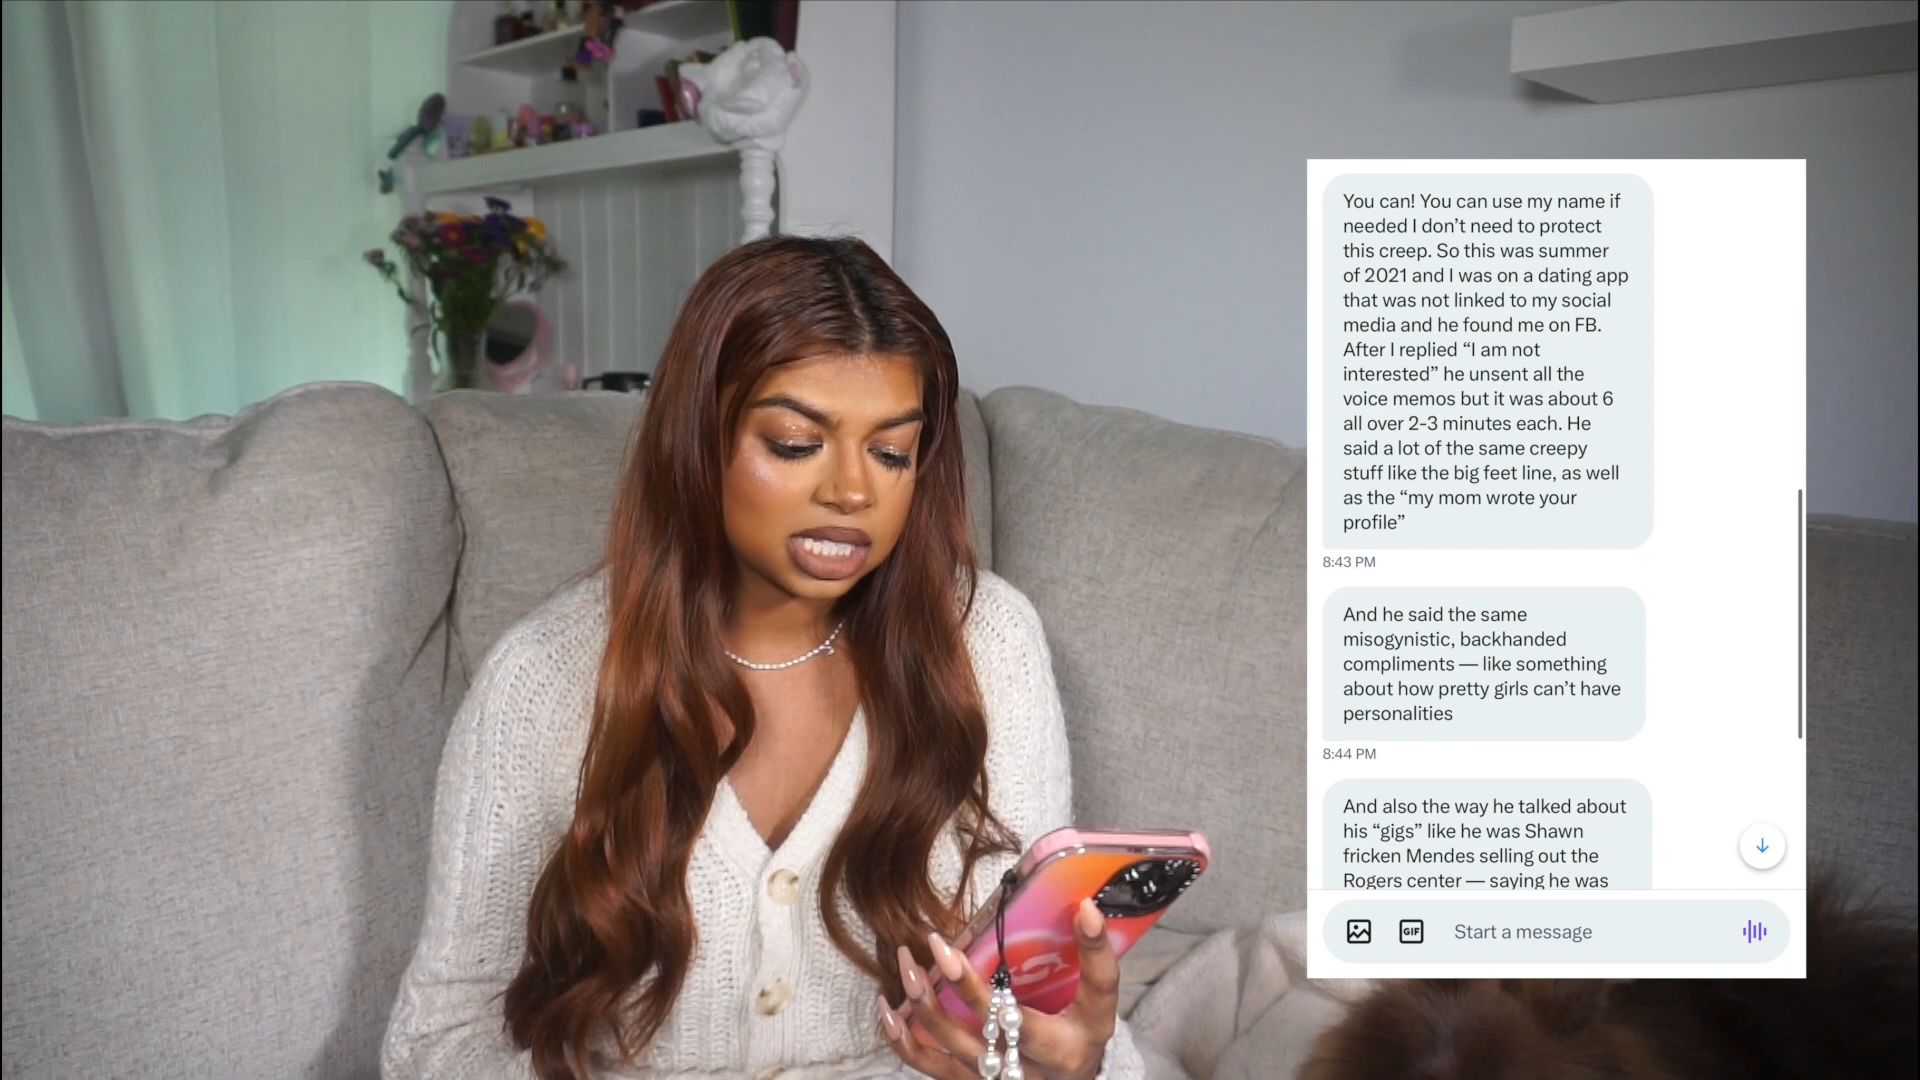 You can! You can use my name if
needed I don’t need to protect
this creep. So this was summer
of 2021 and I was on a dating app
that was not linked to my social
media and he found me on FB.
After I replied “I am not
interested” he unsent all the
voice memos but it was about 6
all over 2-3 minutes each. He
said a lot of the same creepy
stuff like the big feet line, as well
as the “my mom wrote your
profile”
8:43 PM
And he said the same
misogynistic, backhanded
compliments — like something
about how pretty girls can’t have
personalities
8:44 PM
And also the way he talked about
his “gigs” like he was Shawn
fricken Mendes selling out the
Rogers center — saying he was
GIF
Start a message